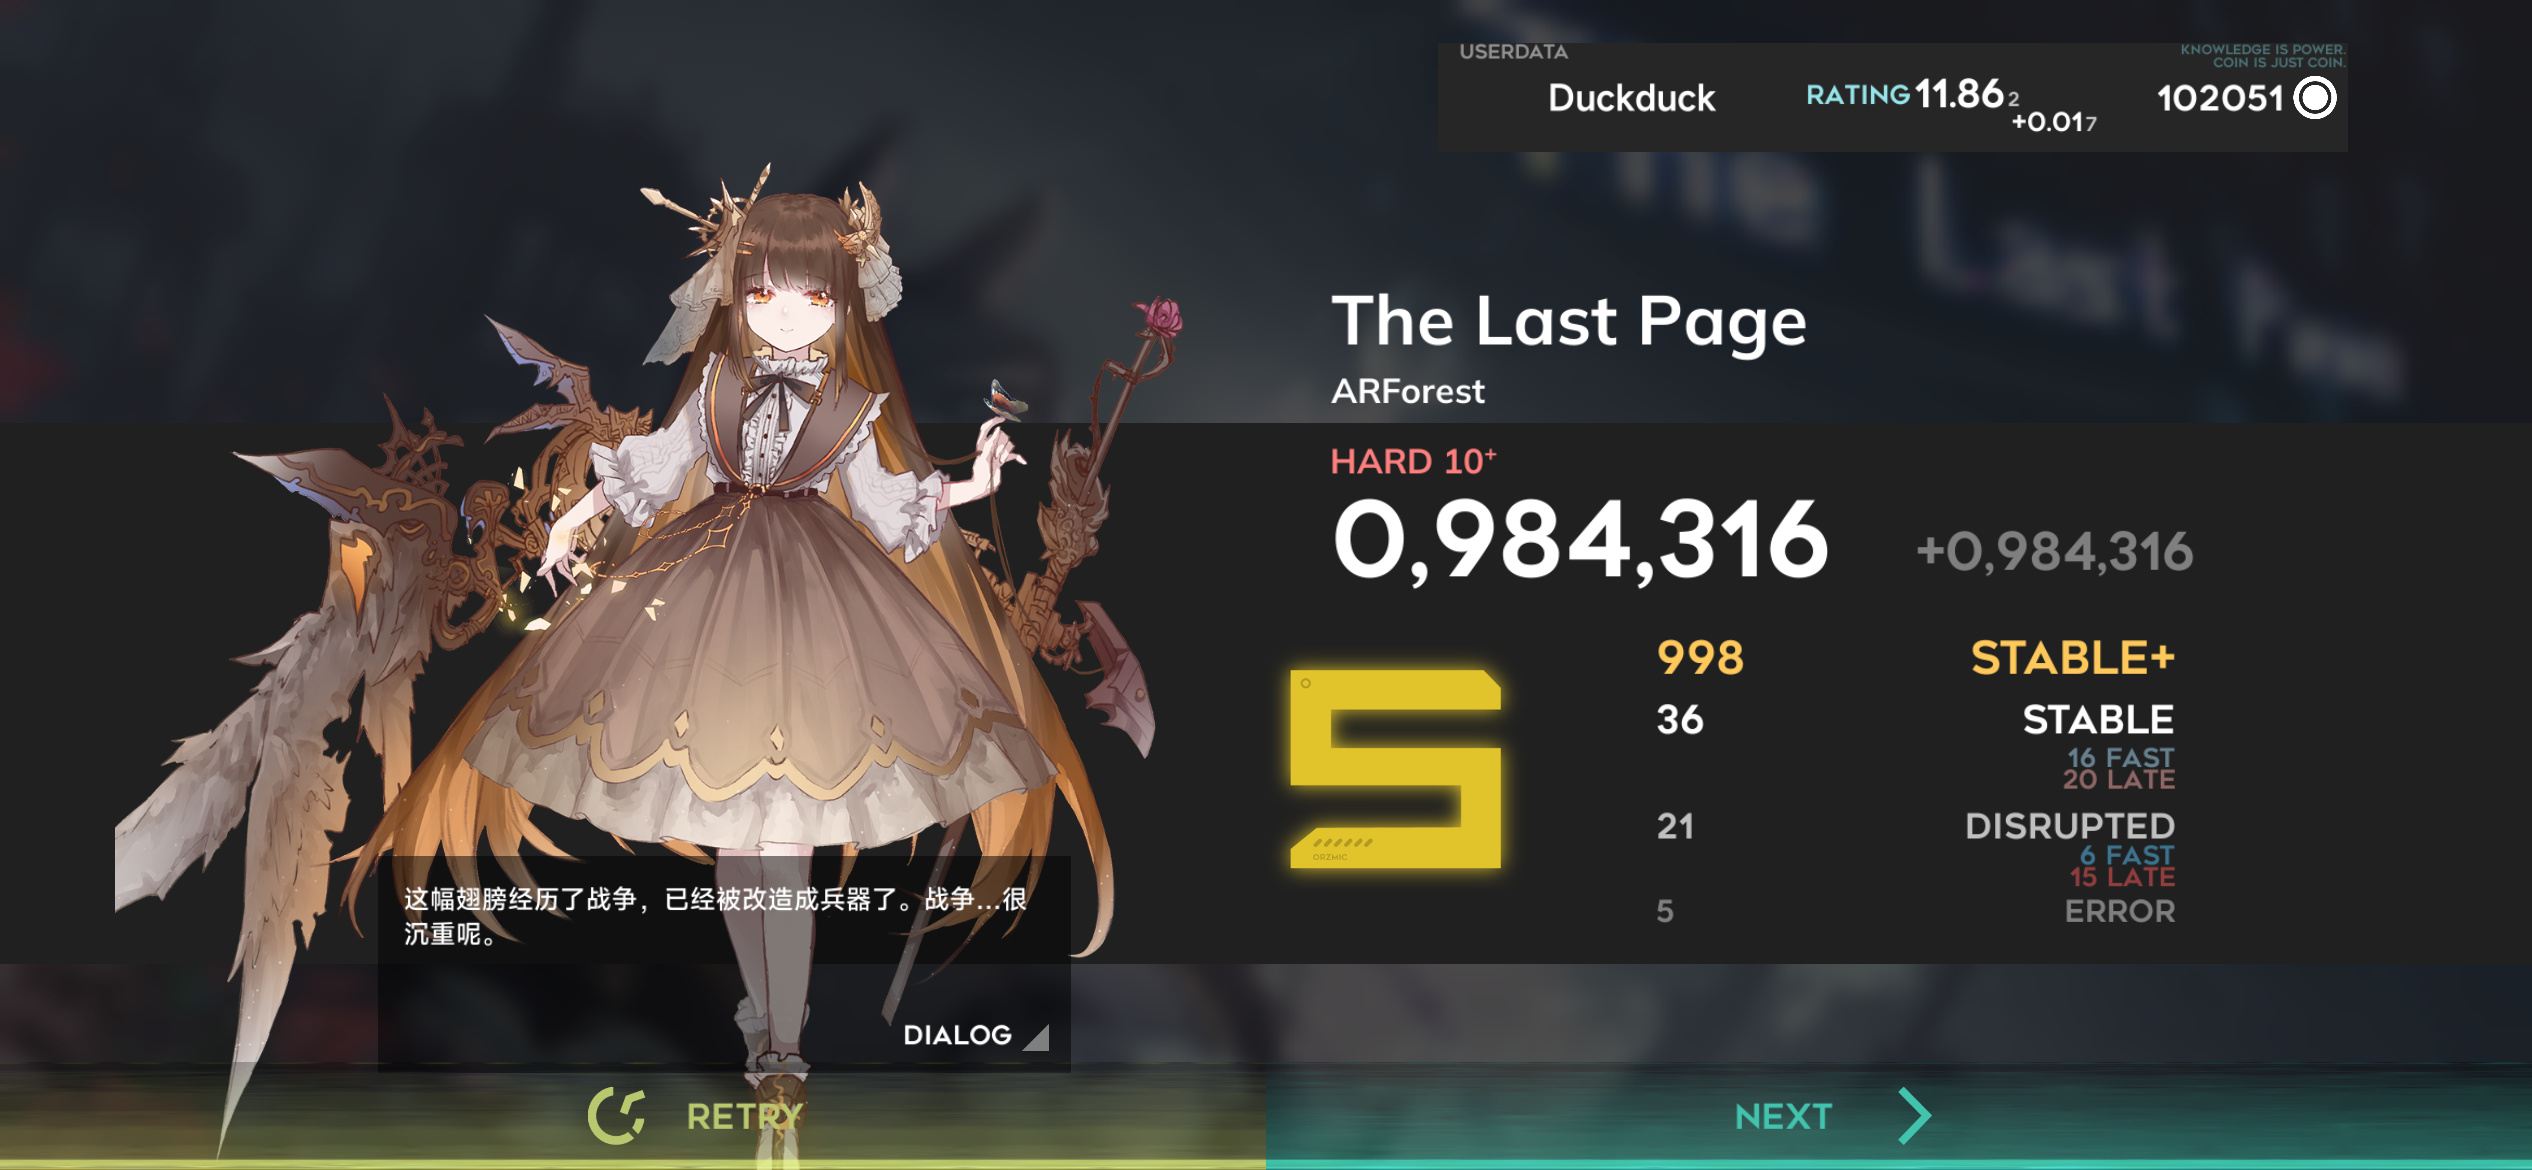 USERDATA
KNOWLEDGE IS POWER.
COIN IS JUST COIN.
Duckduck
RATING 11.862
+0.017
102051
The Last Page
ARForest
HARD 10+
0,984,316
+0,984,316
S
ORZMIC
998 STABLE+
36 STABLE
16 FAST
20 LATE
21 DISRUPTED
6 FAST
15 LATE
5 ERROR
这幅翅膀经历了战争，已经被改造成兵器了。战争...很
沉重呢。
DIALOG
RETRY
NEXT